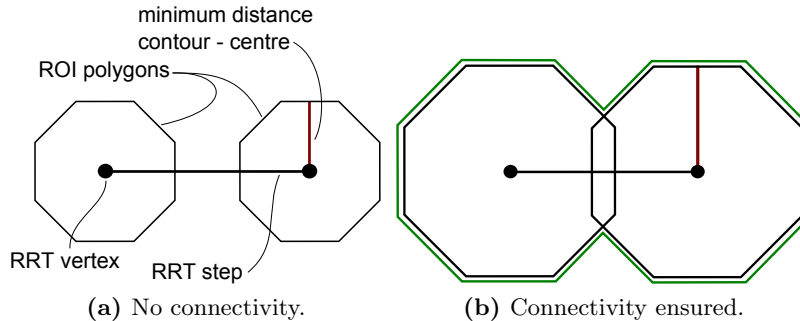 minimum distance
contour - centre
ROI polygons
RRT vertex
RRT step
(a) No connectivity.
(b) Connectivity ensured.